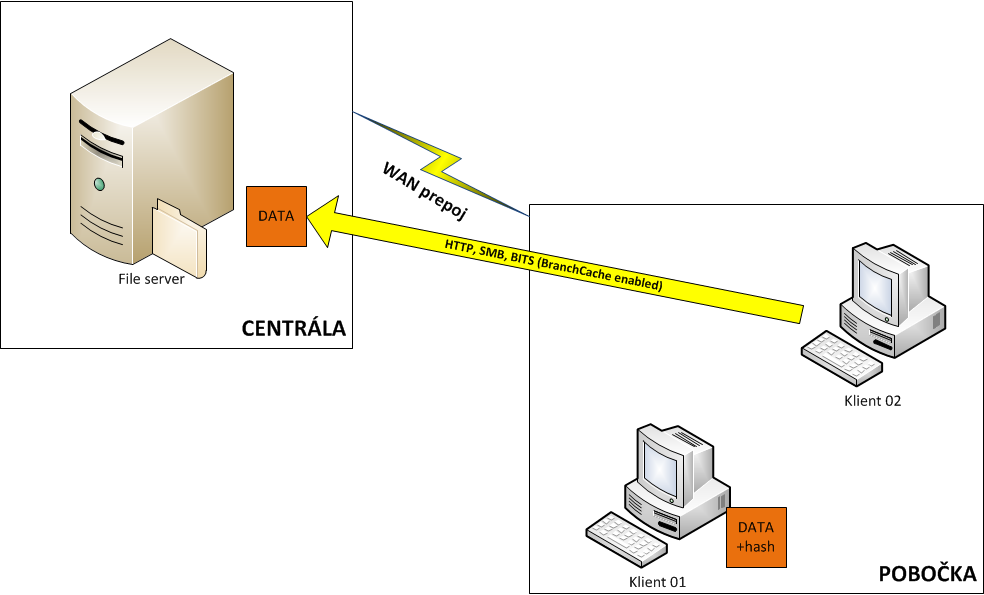 DATA
File server
CENTRÁLA
WAN prepoj
HTTP, SMB, BITS (BranchCache enabled)
Klient 02
DATA
+hash
Klient 01
POBOČKA